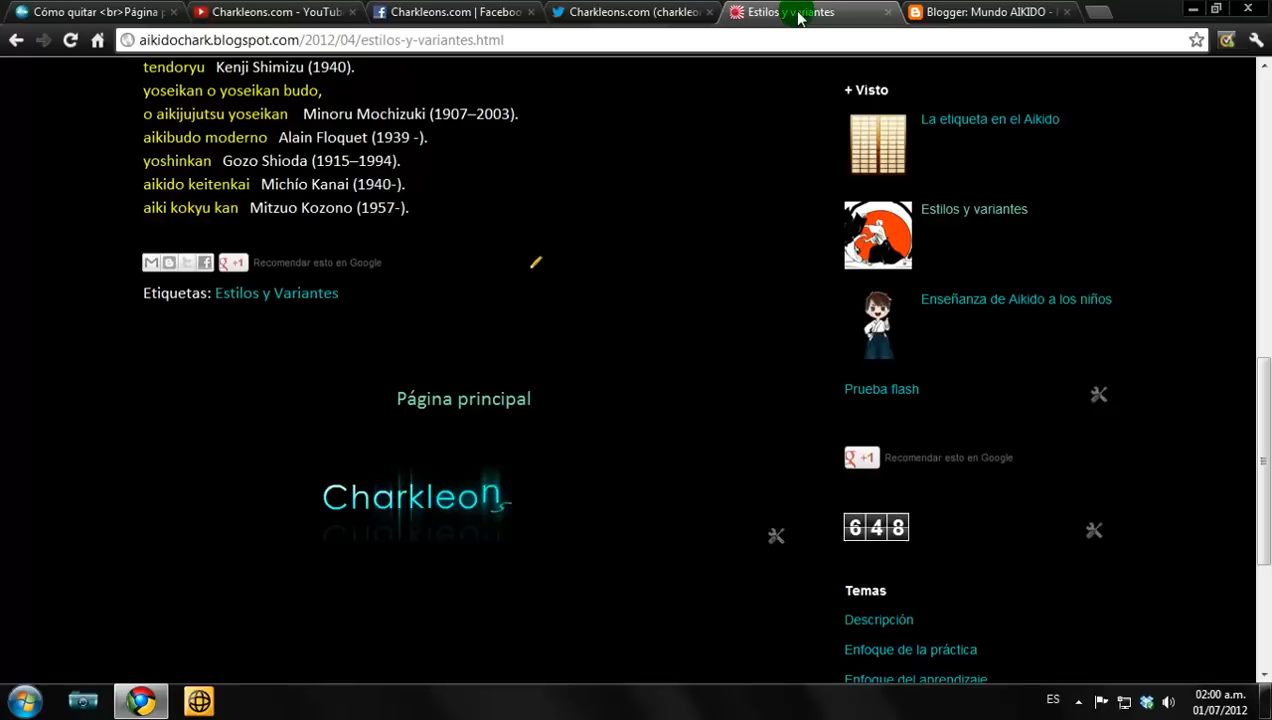 Cómo quitar <br>Página
Charkleons.com - YouTub
Charkleons.com | Facebo
Charkleons.com (charkleo
Estilos y variantes
Blogger: Mundo AIKIDO -
aikidochark.blogspot.com/2012/04/estilos-y-variantes.html
tendoryu Kenji Shimizu (1940).
yoseikan o yoseikan budo,
o aikijujutsu yoseikan Minoru Mochizuki (1907–2003).
aikibudo moderno Alain Floquet (1939 -).
yoshinkan Gozo Shioda (1915–1994).
aikido keitenkai Michío Kanai (1940-).
aiki kokyu kan Mitzuo Kozono (1957-).
+1 Recomendar esto en Google
Etiquetas: Estilos y Variantes
Página principal
Charkleons
+ Visto
La etiqueta en el Aikido
Estilos y variantes
Enseñanza de Aikido a los niños
Prueba flash
+1 Recomendar esto en Google
648
Temas
Descripción
Enfoque de la práctica
Enfoque del aprendizaje
ES
02:00 a.m.
01/07/2012